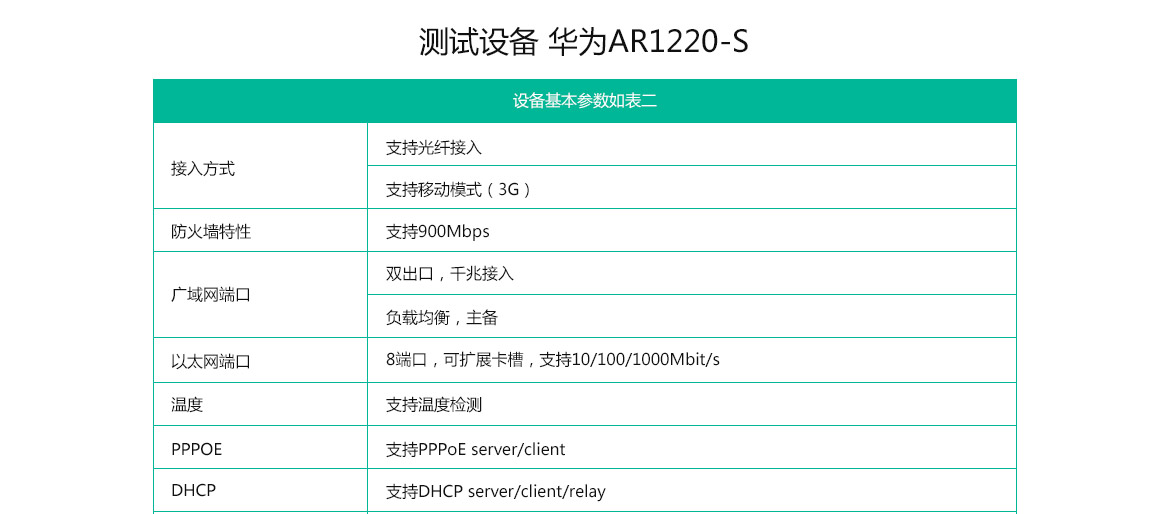 测试设备 华为AR1220-S
设备基本参数如表二
接入方式
支持光纤接入
支持移动模式（3G）
防火墙特性
支持900Mbps
广域网端口
双出口，千兆接入
负载均衡，主备
以太网端口
8端口，可扩展卡槽，支持10/100/1000Mbit/s
温度
支持温度检测
PPPOE
支持PPPoE server/client
DHCP
支持DHCP server/client/relay